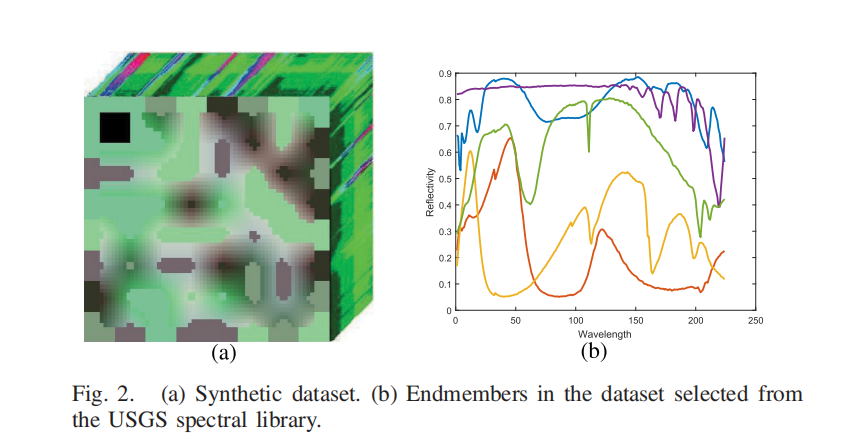 0.9
0.8
0.7
0.6
0.5
0.4
0.3
0.2
0.1
0
Reflectivity
0 50 100 150 200 250
Wavelength
(a) (b)
Fig. 2. (a) Synthetic dataset. (b) Endmembers in the dataset selected from
the USGS spectral library.